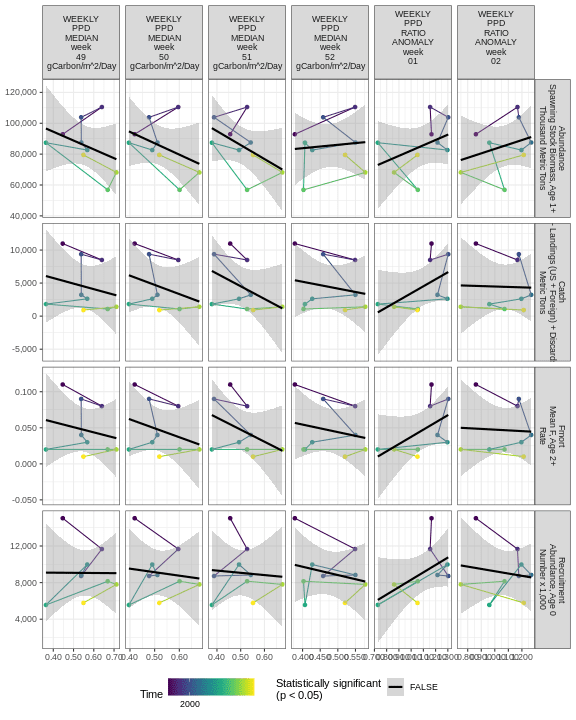 WEEKLY
PPD
MEDIAN
week
49
gCarbon/m^2/Day
WEEKLY
PPD
MEDIAN
week
50
gCarbon/m^2/Day
WEEKLY
PPD
MEDIAN
week
51
gCarbon/m^2/Day
WEEKLY
PPD
MEDIAN
week
52
gCarbon/m^2/Day
WEEKLY
PPD
RATIO
ANOMALY
week
01
WEEKLY
PPD
RATIO
ANOMALY
week
02
120,000
100,000
80,000
60,000
40,000
Abundance
Spawning Stock Biomass, Age 1+
Thousand Metric Tons
10,000
5,000
0
-5,000
Catch
- Landings (US + Foreign) + Discard
Metric Tons
0.100
0.050
0.000
-0.050
Fmort
Mean F, Age 2+
Rate
12,000
8,000
4,000
Recruitment
Abundance, Age 0
Number x 1,000
0.40 0.50 0.60 0.70
0.40 0.50 0.60
0.40 0.50 0.60
Time
2000
Statistically significant
(p < 0.05)
FALSE